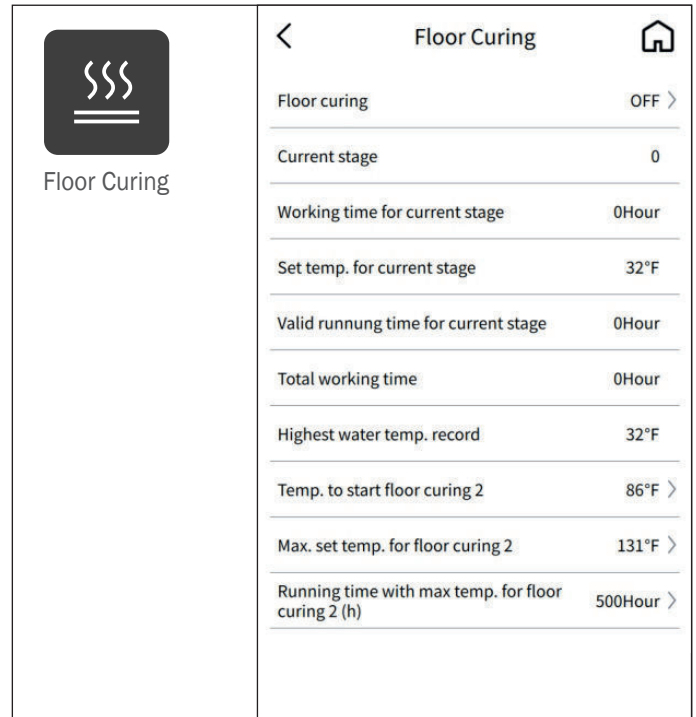 Floor Curing
Floor Curing
Floor curing OFF
Current stage 0
Working time for current stage 0Hour
Set temp. for current stage 32°F
Valid runnung time for current stage 0Hour
Total working time 0Hour
Highest water temp. record 32°F
Temp. to start floor curing 2 86°F
Max. set temp. for floor curing 2 131°F
Running time with max temp. for floor
curing 2 (h) 500Hour